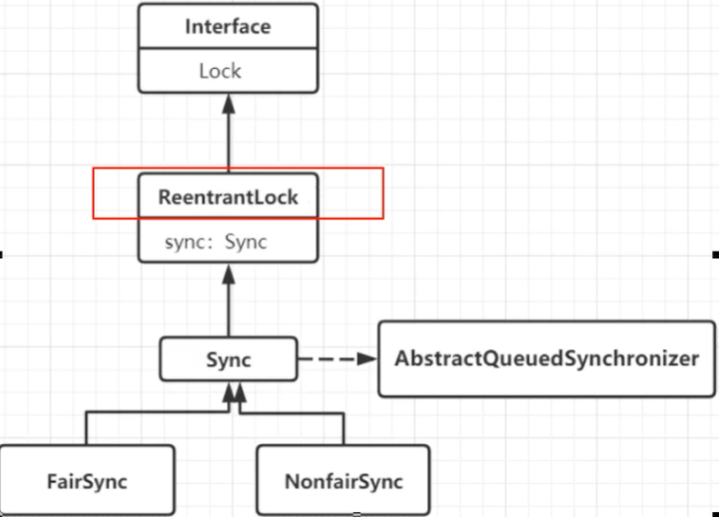 Interface
Lock
ReentrantLock
sync: Sync
Sync
AbstractQueuedSynchronizer
FairSync
NonfairSync